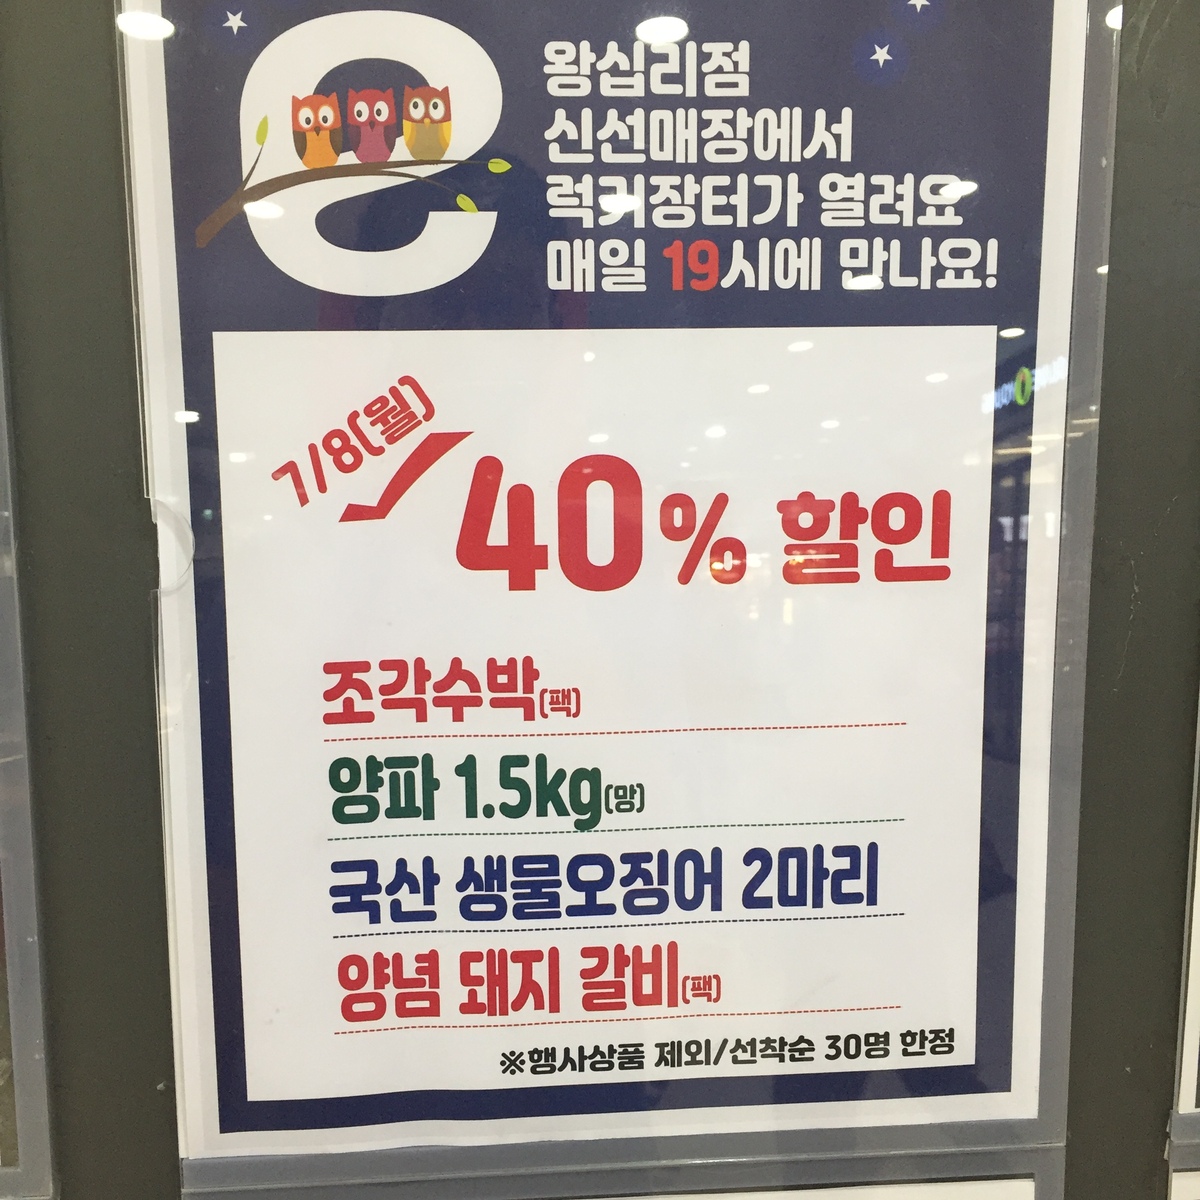 e
왕십리점
신선매장에서
럭키장터가 열려요
매일 19시에 만나요!
7/8(월)
40% 할인
조각수박(팩)
양파 1.5kg(망)
국산 생물오징어 2마리
양념 돼지 갈비(팩)
※행사상품 제외/선착순 30명 한정